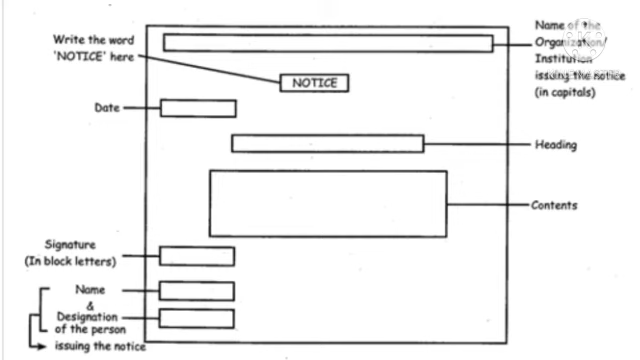 Write the word
'NOTICE' here
Name of the
Organization/
Institution
issuing the notice
(in capitals)
NOTICE
Date
Heading
Contents
Signature
(In block letters)
Name
&
Designation
of the person
issuing the notice